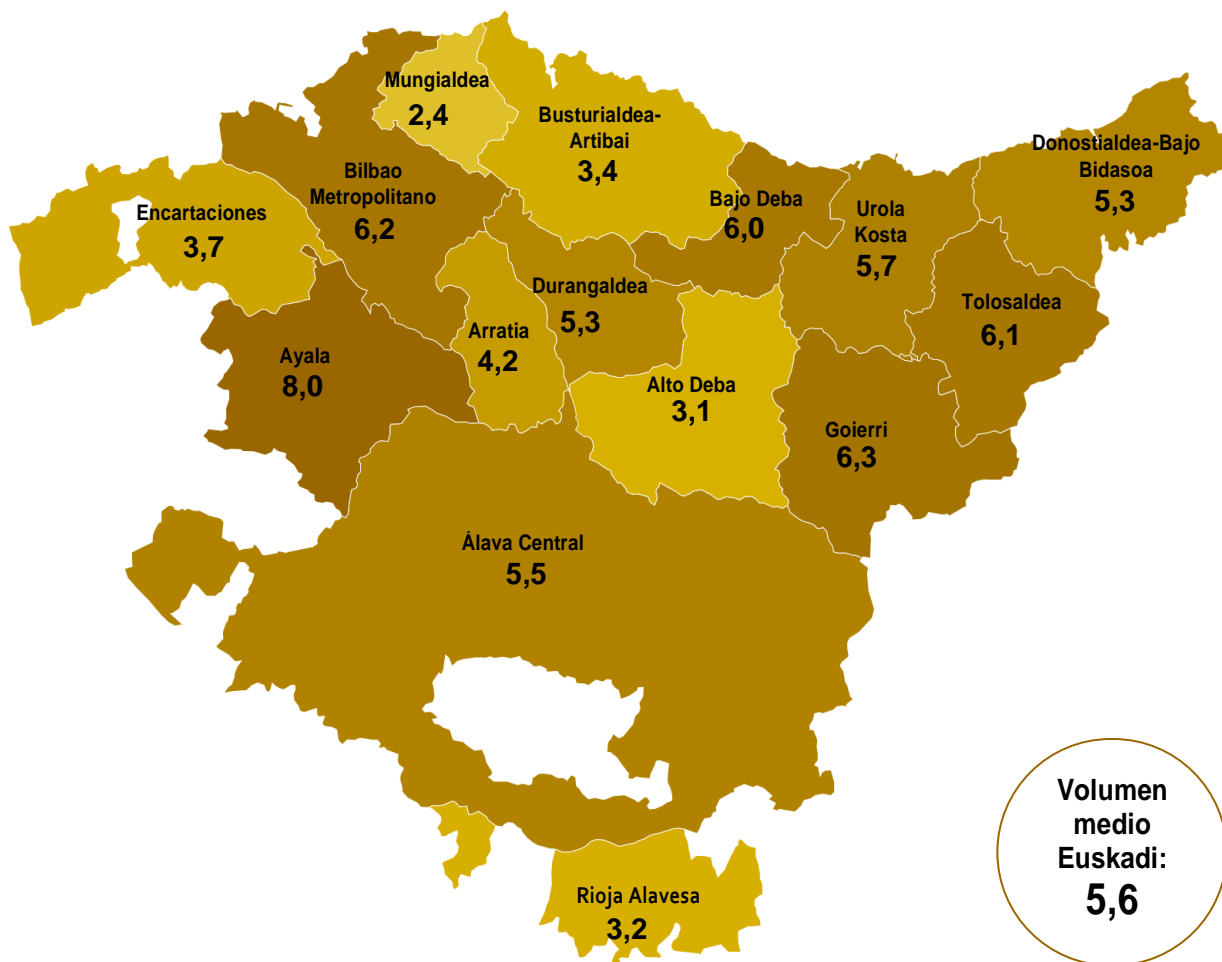 Mungialdea
2,4
Busturialdea-
Artibai
3,4
Donostialdea-Bajo
Bidasoa
5,3
Bilbao
Metropolitano
6,2
Bajo Deba
6,0
Urola
Kosta
5,7
Encartaciones
3,7
Durangaldea
5,3
Tolosaldea
6,1
Arratia
4,2
Ayala
8,0
Alto Deba
3,1
Goierri
6,3
Álava Central
5,5
Rioja Alavesa
3,2
Volumen
medio
Euskadi:
5,6